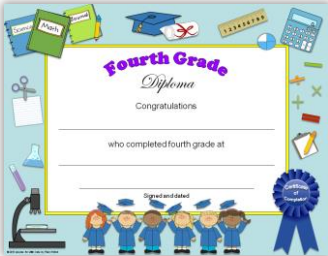 Science
Math
Journal
Fourth Grade
Diploma
Congratulations
who completed fourth grade at
Signed and dated
Certificate
of
Completion